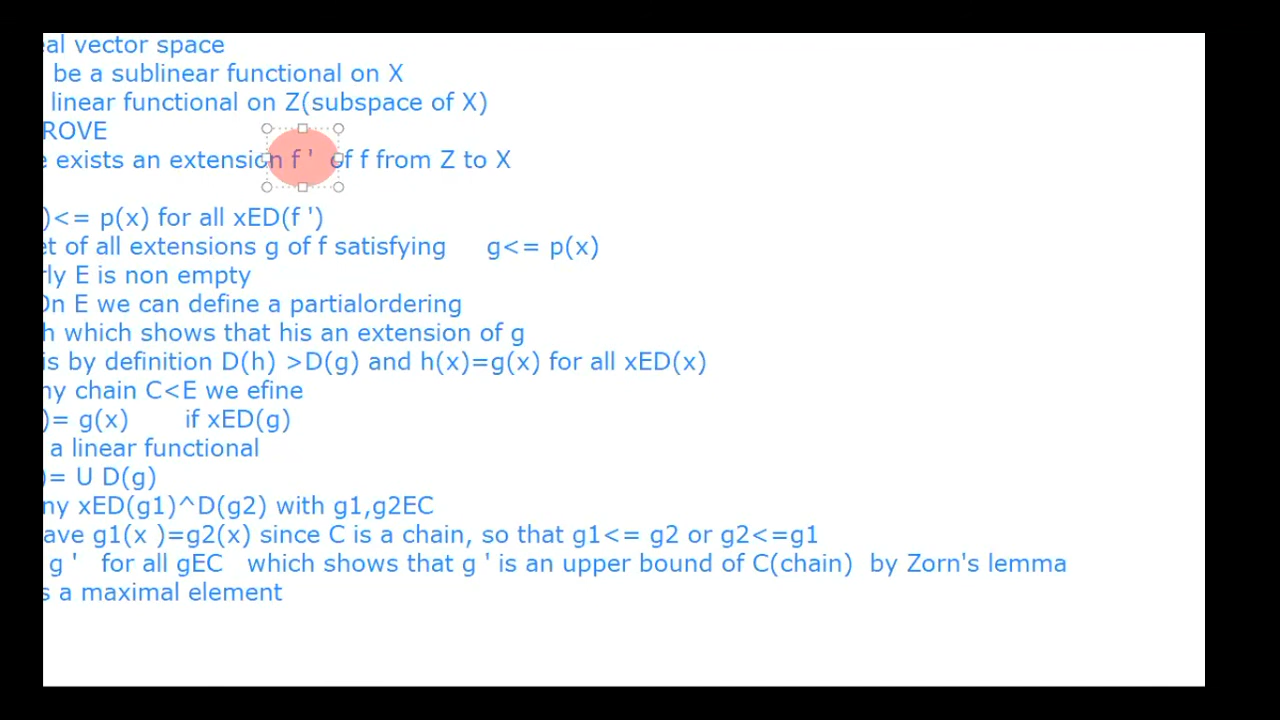 eal vector space
be a sublinear functional on X
linear functional on Z(subspace of X)
ROVE
e exists an extension f ' of f from Z to X
)<= p(x) for all xED(f ')
et of all extensions g of f satisfying g<= p(x)
rly E is non empty
On E we can define a partialordering
h which shows that his an extension of g
is by definition D(h) >D(g) and h(x)=g(x) for all xED(x)
ny chain C<E we efine
)= g(x) if xED(g)
a linear functional
)= U D(g)
ny xED(g1)^D(g2) with g1,g2EC
ave g1(x )=g2(x) since C is a chain, so that g1<= g2 or g2<=g1
g ' for all gEC which shows that g ' is an upper bound of C(chain) by Zorn's lemma
s a maximal element